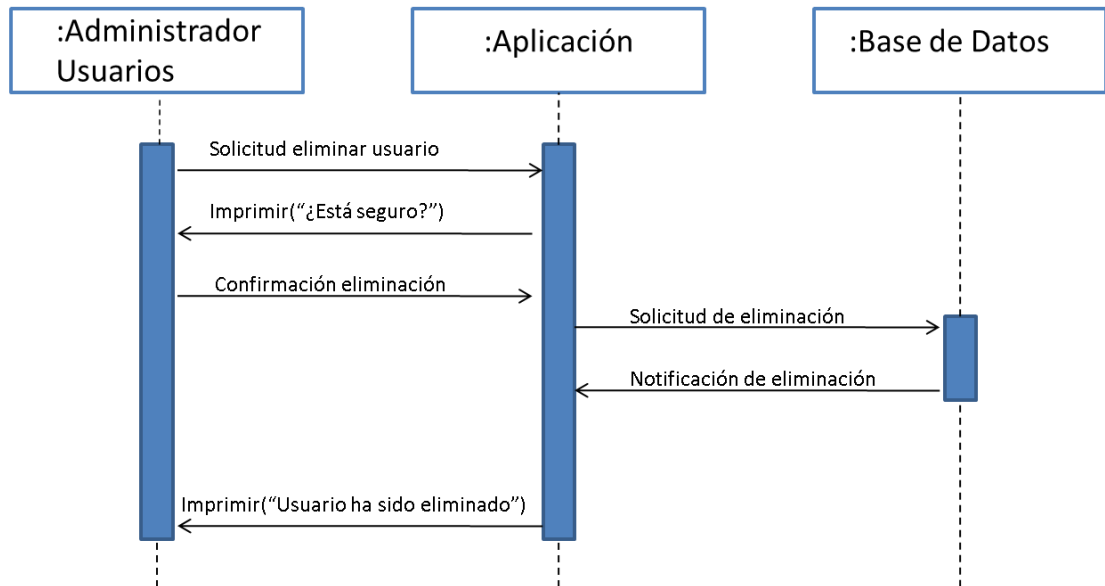 :Administrador
Usuarios
:Aplicación
:Base de Datos
Solicitud eliminar usuario
Imprimir(“¿Está seguro?”)
Confirmación eliminación
Solicitud de eliminación
Notificación de eliminación
Imprimir(“Usuario ha sido eliminado”)